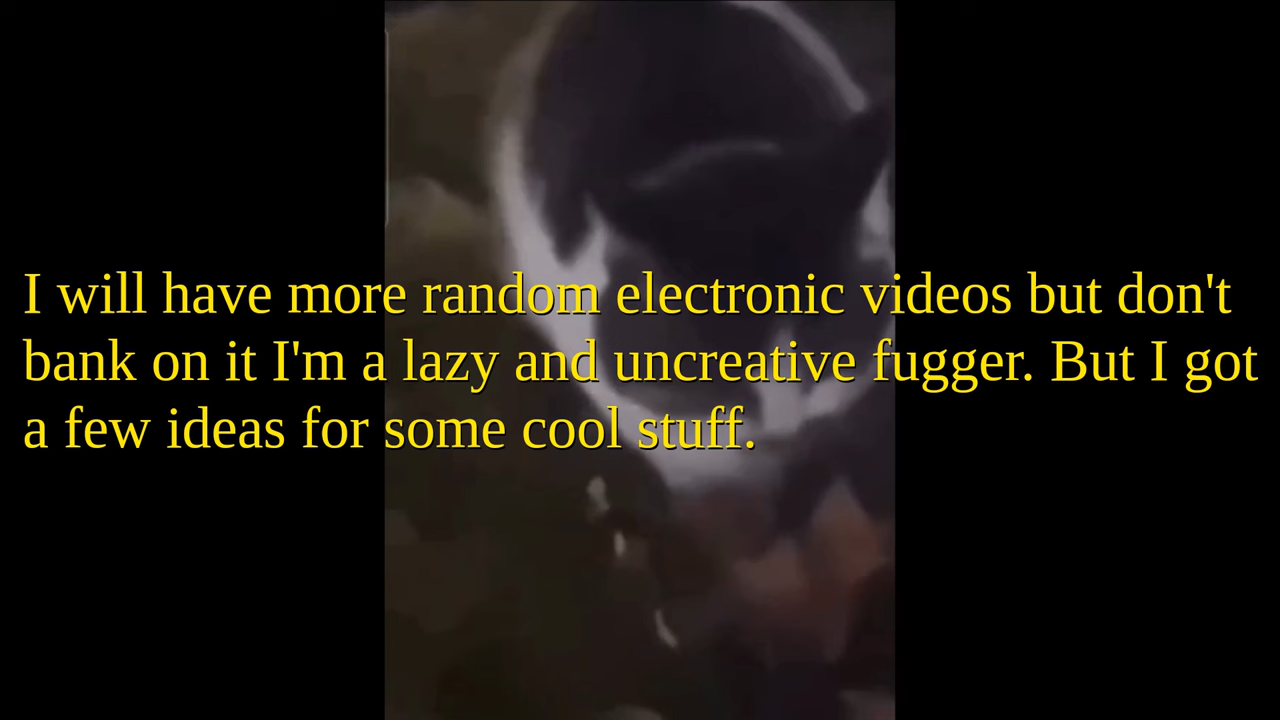 I will have more random electronic videos but don't
bank on it I'm a lazy and uncreative fugger. But I got
a few ideas for some cool stuff.